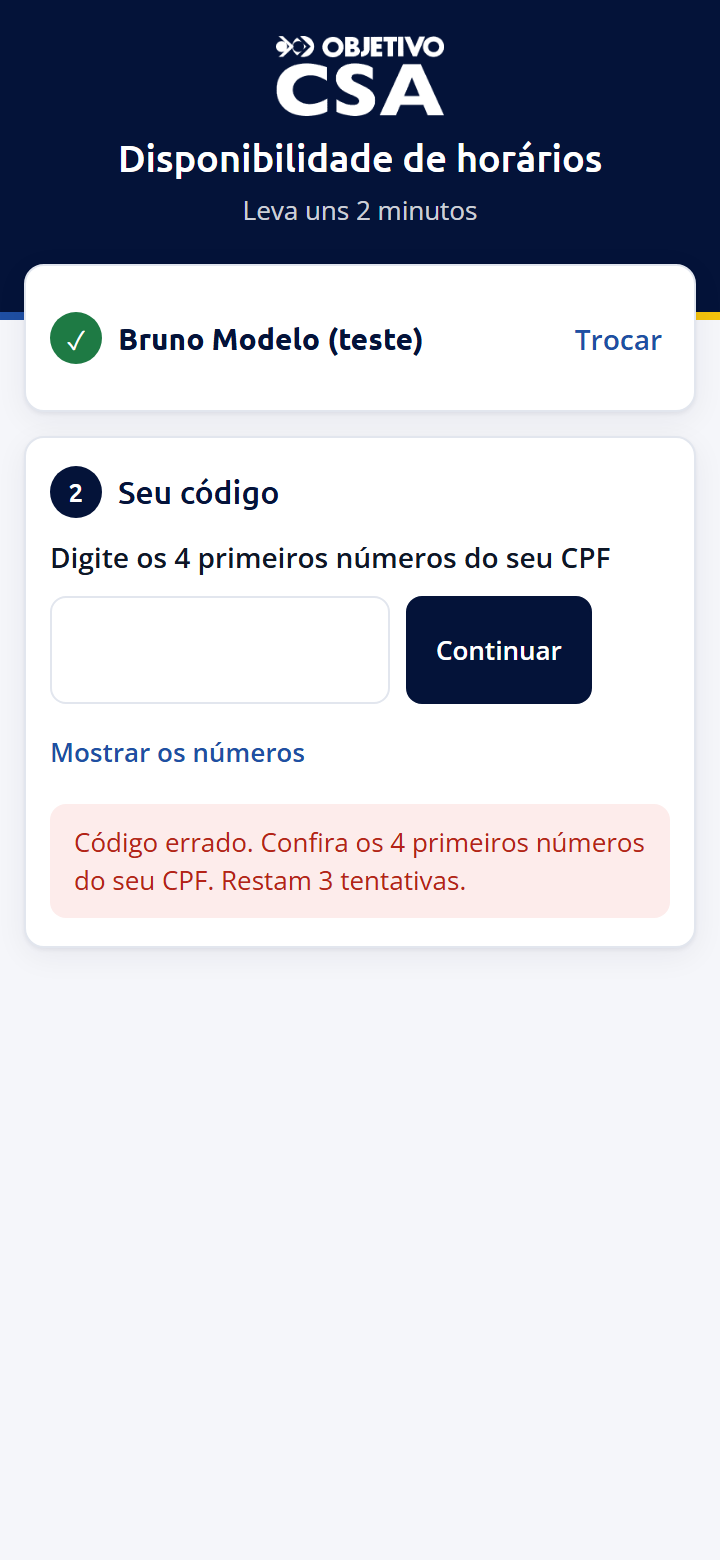 OBJETIVO
CSA
Disponibilidade de horários
Leva uns 2 minutos
✓ Bruno Modelo (teste) Trocar
2 Seu código
Digite os 4 primeiros números do seu CPF
Continuar
Mostrar os números
Código errado. Confira os 4 primeiros números
do seu CPF. Restam 3 tentativas.